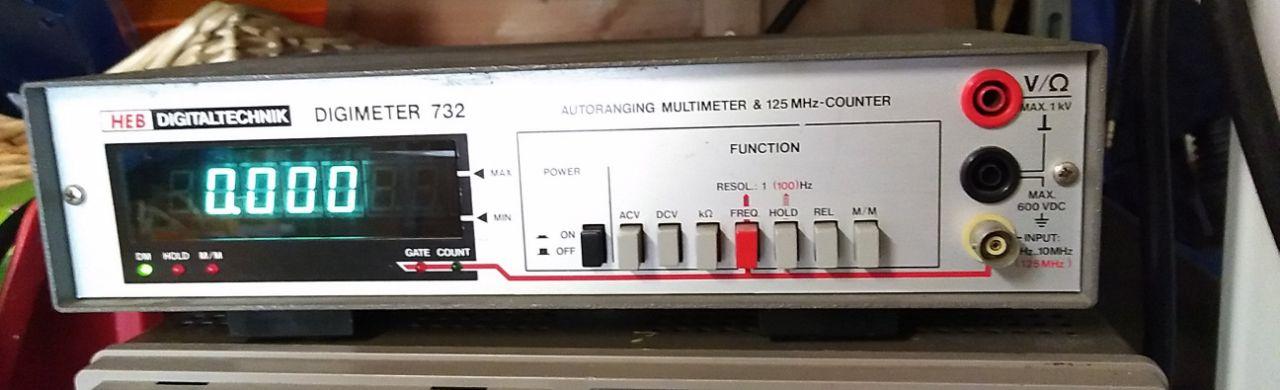 HEB DIGITALTECHNIK DIGIMETER 732
AUTORANGING MULTIMETER & 125 MHz-COUNTER
V/Ω
MAX. 1 kV
0.000
MAX
MIN
FUNCTION
POWER
RESOL.: 1 (100)Hz
ON
OFF
ACV DCV kΩ FREQ. HOLD REL M/M
MAX.
600 VDC
INPUT:
Hz..10MHz
(125 MHz)
DM HOLD M/M
GATE COUNT